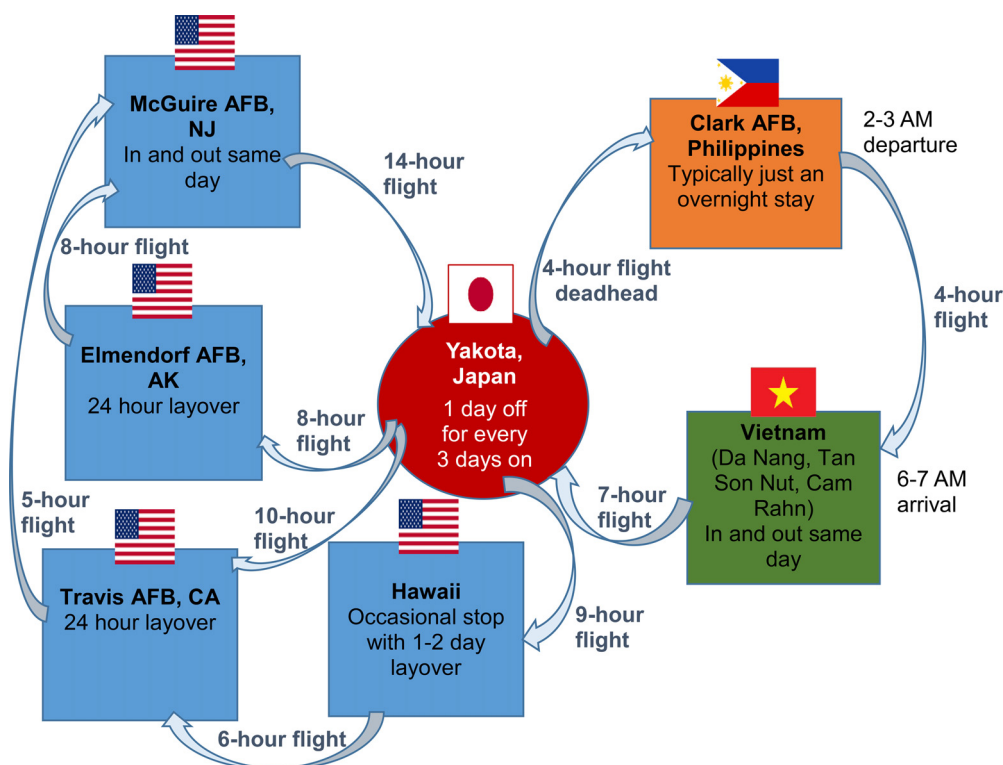 McGuire AFB,
NJ
In and out same
day
14-hour
flight
Clark AFB,
Philippines
Typically just an
overnight stay
2-3 AM
departure
8-hour flight
4-hour flight
deadhead
4-hour
flight
Elmendorf AFB,
AK
24 hour layover
Yakota,
Japan
1 day off
for every
3 days on
8-hour
flight
Vietnam
(Da Nang, Tan
Son Nut, Cam
Rahn)
In and out same
day
6-7 AM
arrival
5-hour
flight
10-hour
flight
7-hour
flight
Travis AFB, CA
24 hour layover
Hawaii
Occasional stop
with 1-2 day
layover
9-hour
flight
6-hour flight